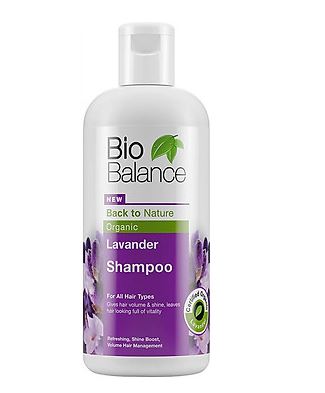 Bio
Balance
NEW
Back to Nature
Organic
Lavander
Shampoo
For All Hair Types
Gives hair volume & shine, leaves
hair looking full of vitality
Refreshing, Shine Boost,
Volume Hair Management
Certified